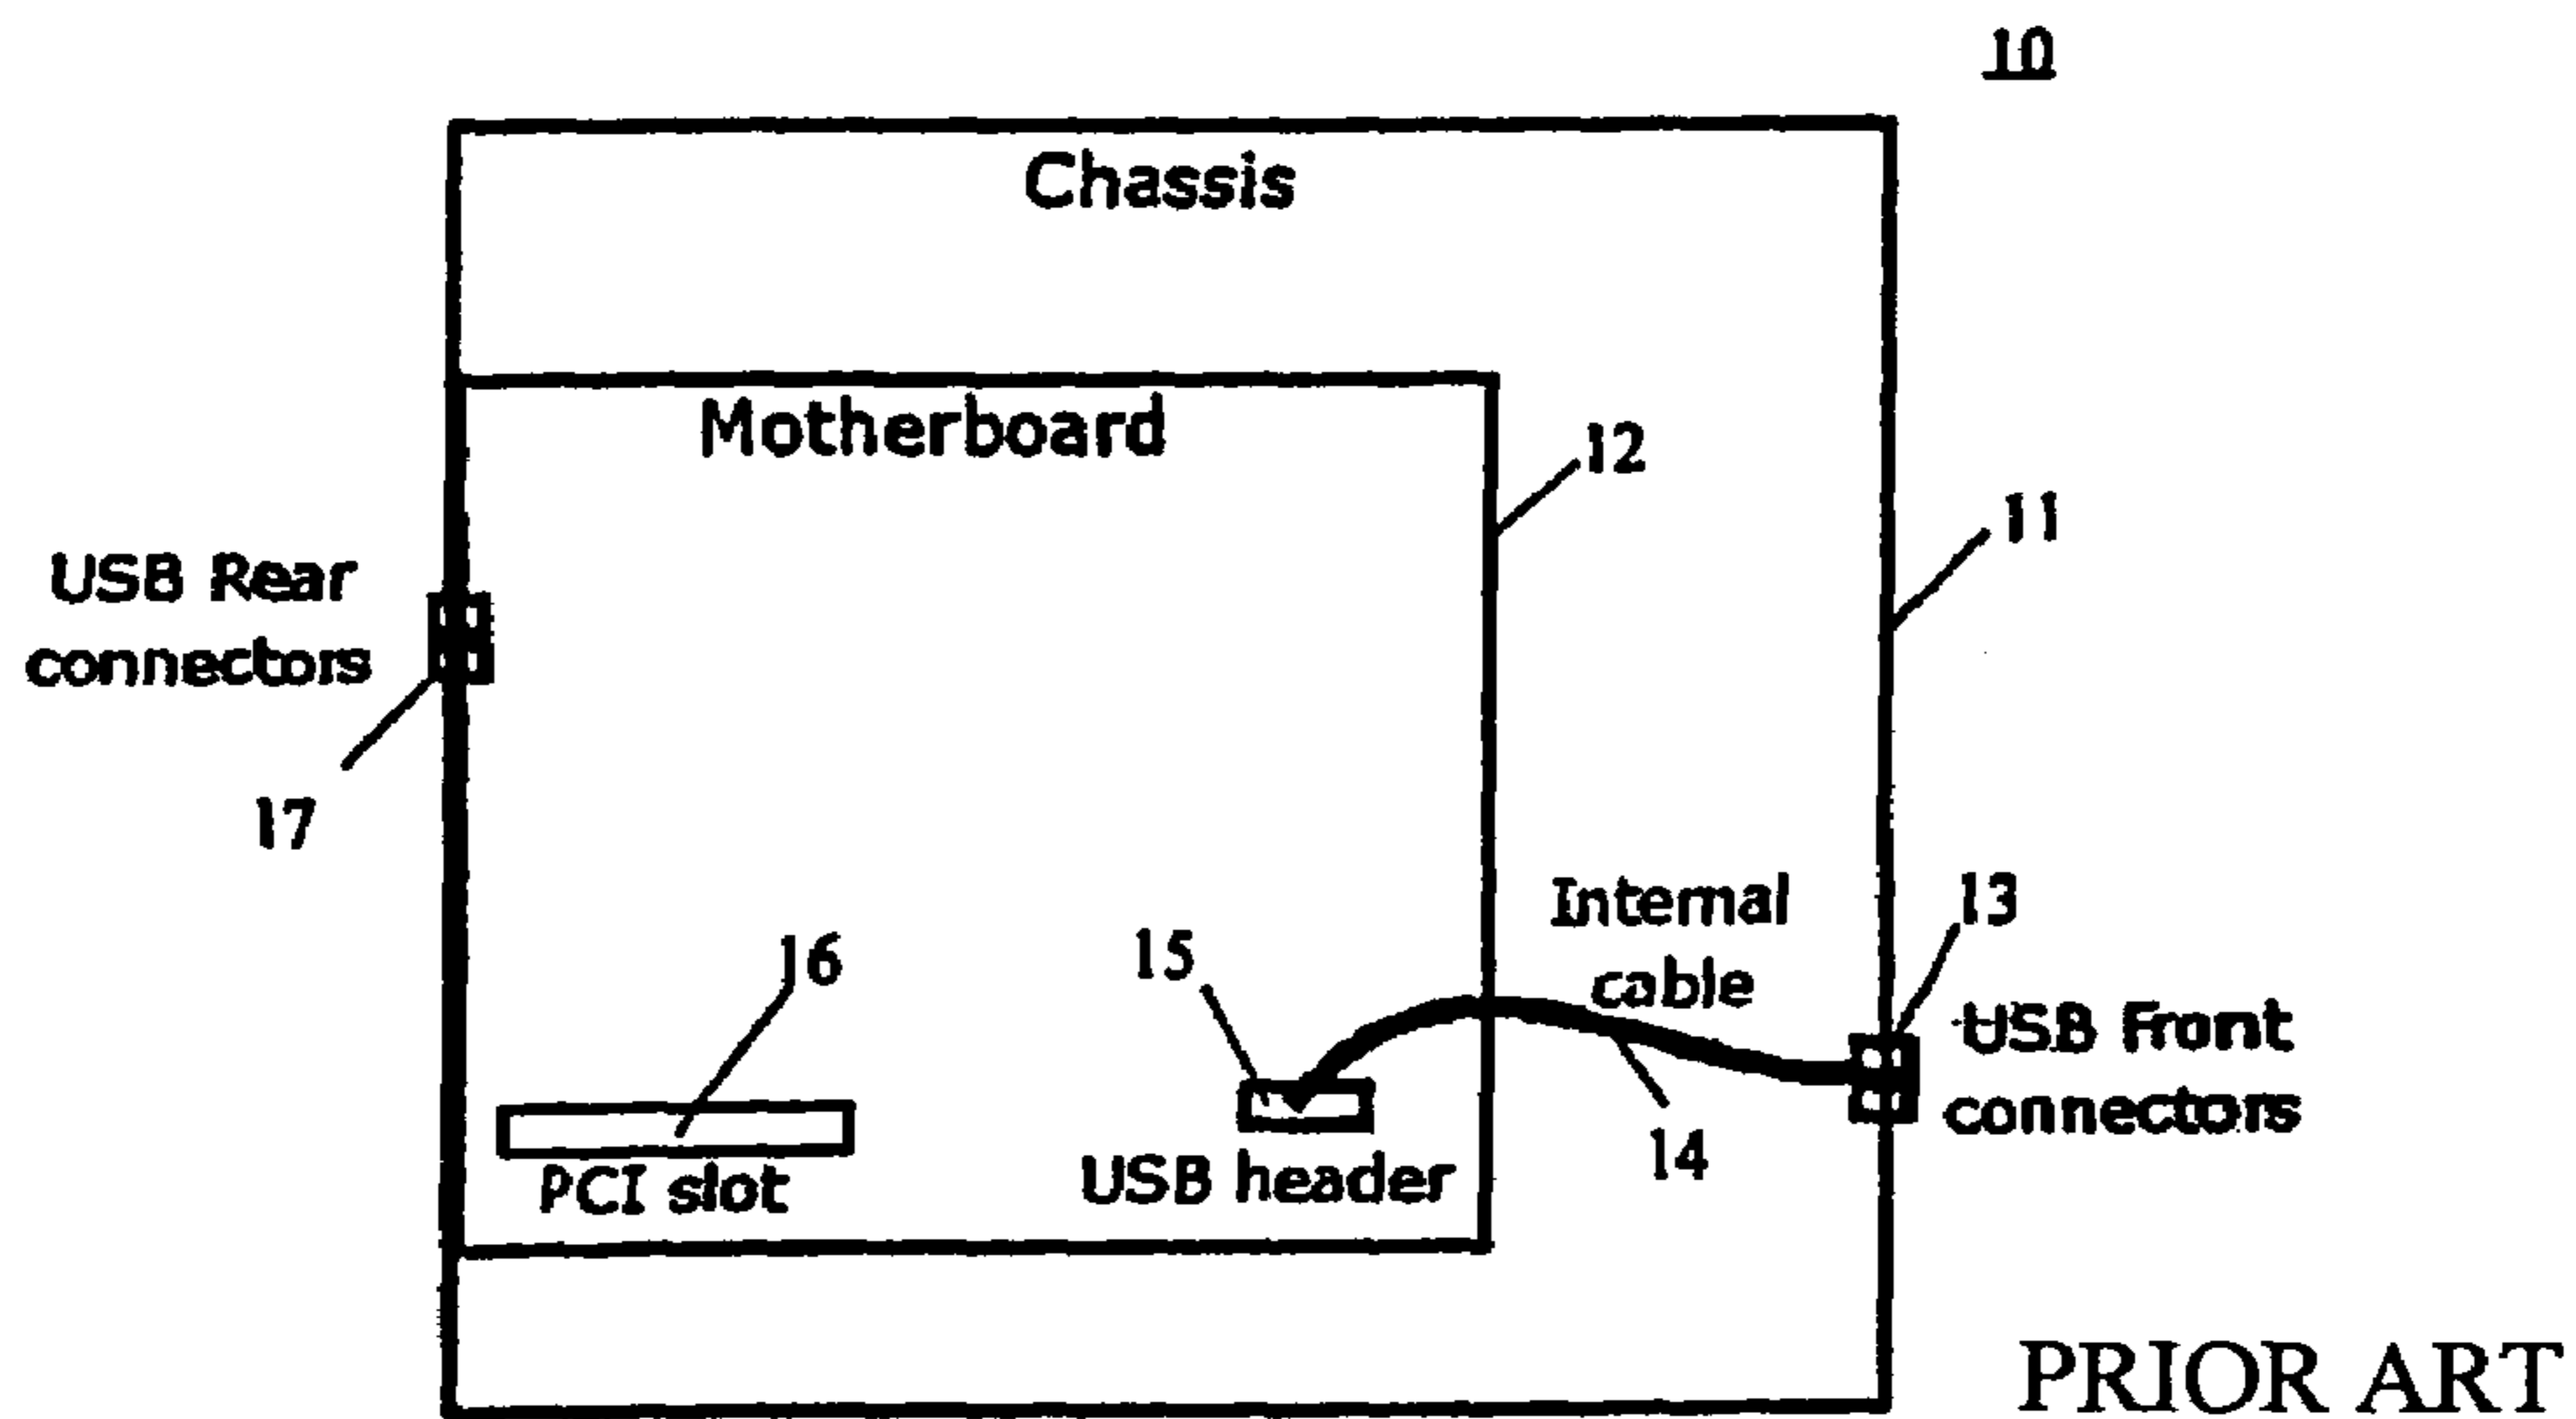 10
Chassis
Motherboard
12
11
USB Rear
connectors
17
Internal
cable
13
16
15
USB Front
connectors
14
PCI slot
USB header
PRIOR ART